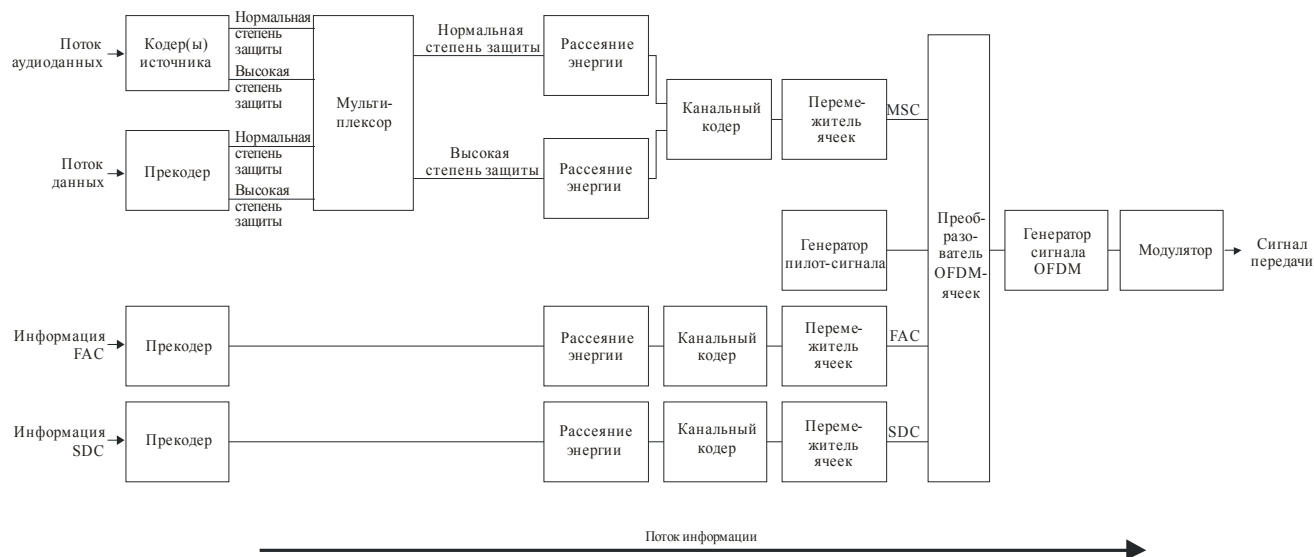 Поток
аудиоданных
Кодер(ы)
источника
Нормальная
степень
защиты
Высокая
степень
защиты
Мульти-
плексор
Нормальная
степень защиты
Рассеяние
энергии
Канальный
кодер
Переме-
житель
ячеек
MSC
Поток
данных
Прекодер
Нормальная
степень
защиты
Высокая
степень
защиты
Высокая
степень защиты
Рассеяние
энергии
Генератор
пилот-сигнала
Преоб-
разо-
ватель
OFDM-
ячеек
Генератор
сигнала
OFDM
Модулятор
Сигнал
передачи
Информация
FAC
Прекодер
Рассеяние
энергии
Канальный
кодер
Переме-
житель
ячеек
FAC
Информация
SDC
Прекодер
Рассеяние
энергии
Канальный
кодер
Переме-
житель
ячеек
SDC
Поток информации